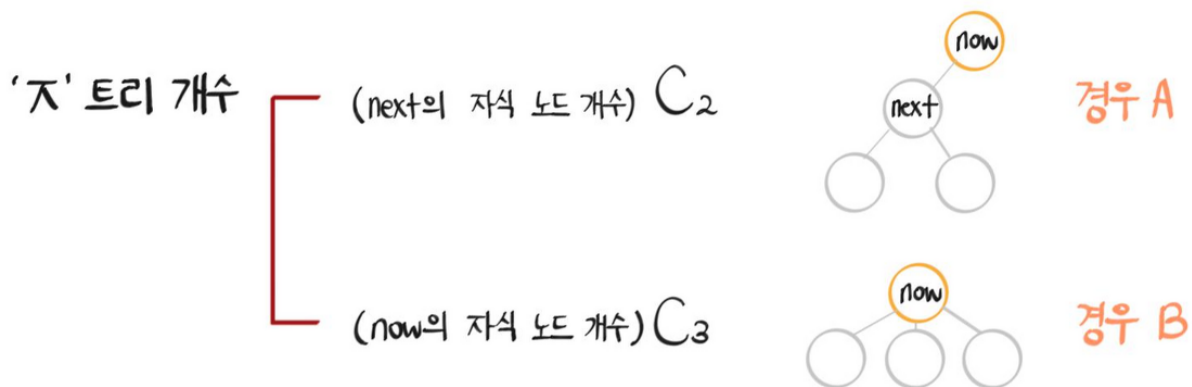 now
'ㅈ' 트리 개수
(next의 자식 노드 개수) C2
next
경우 A
now
(now의 자식 노드 개수) C3
경우 B